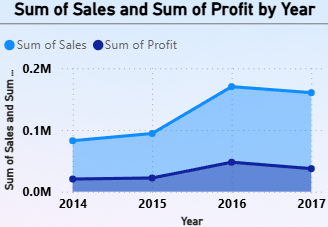 Sum of Sales and Sum of Profit by Year
Sum of Sales Sum of Profit
Sum of Sales and Sum ...
0.2M
0.1M
0.0M
2014 2015 2016 2017
Year